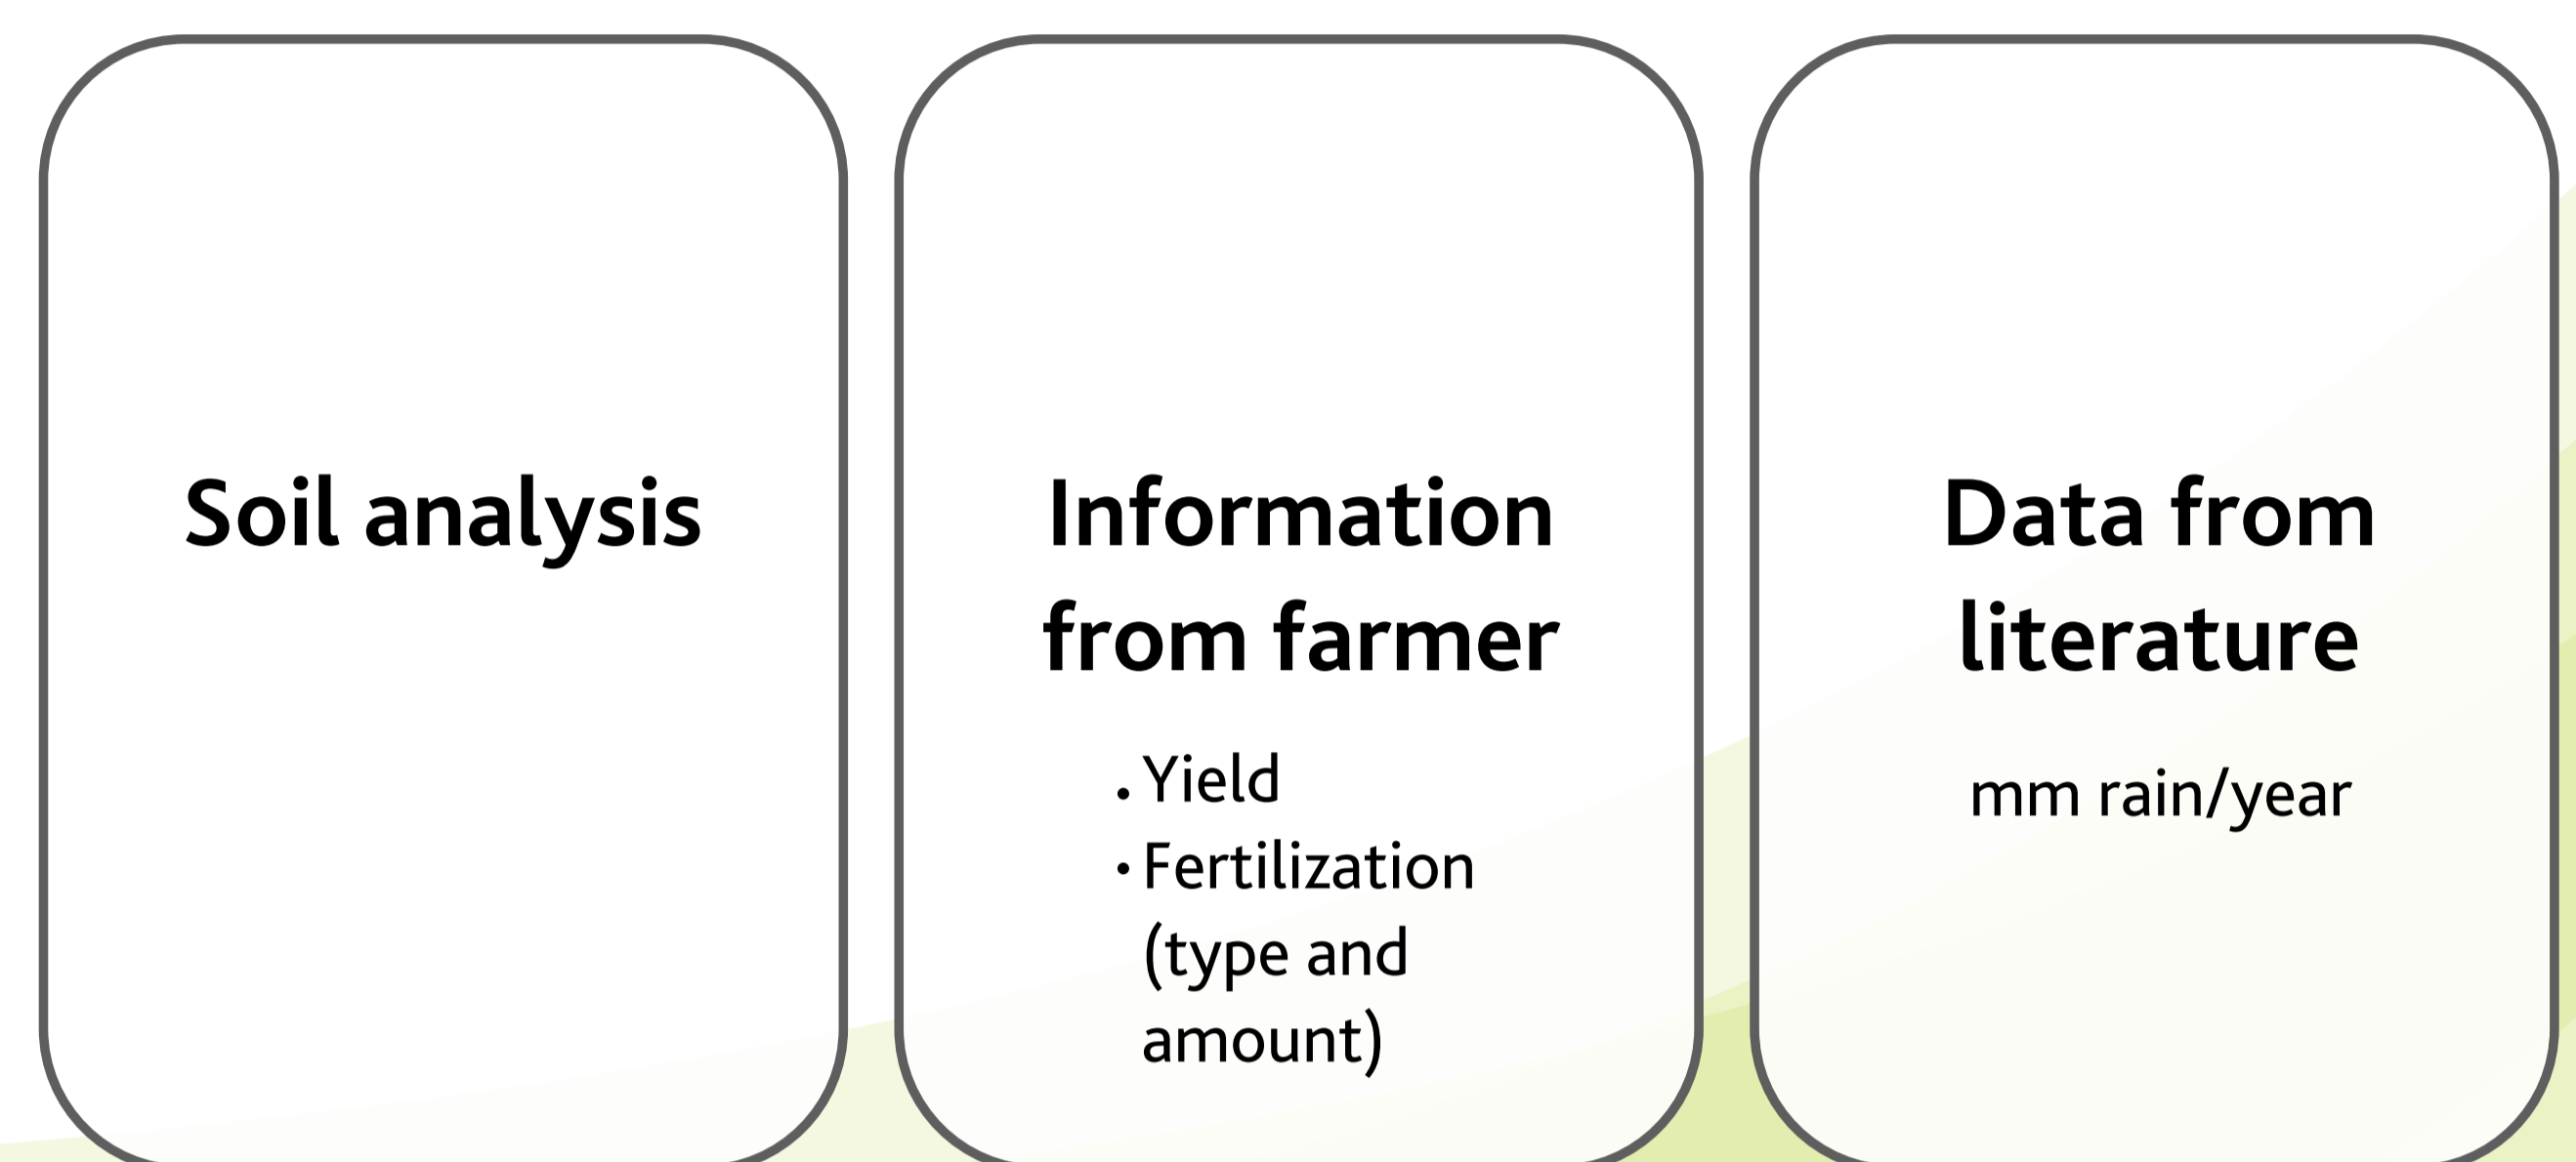 Soil analysis
Information
from farmer
• Yield
• Fertilization
(type and
amount)
Data from
literature
mm rain/year